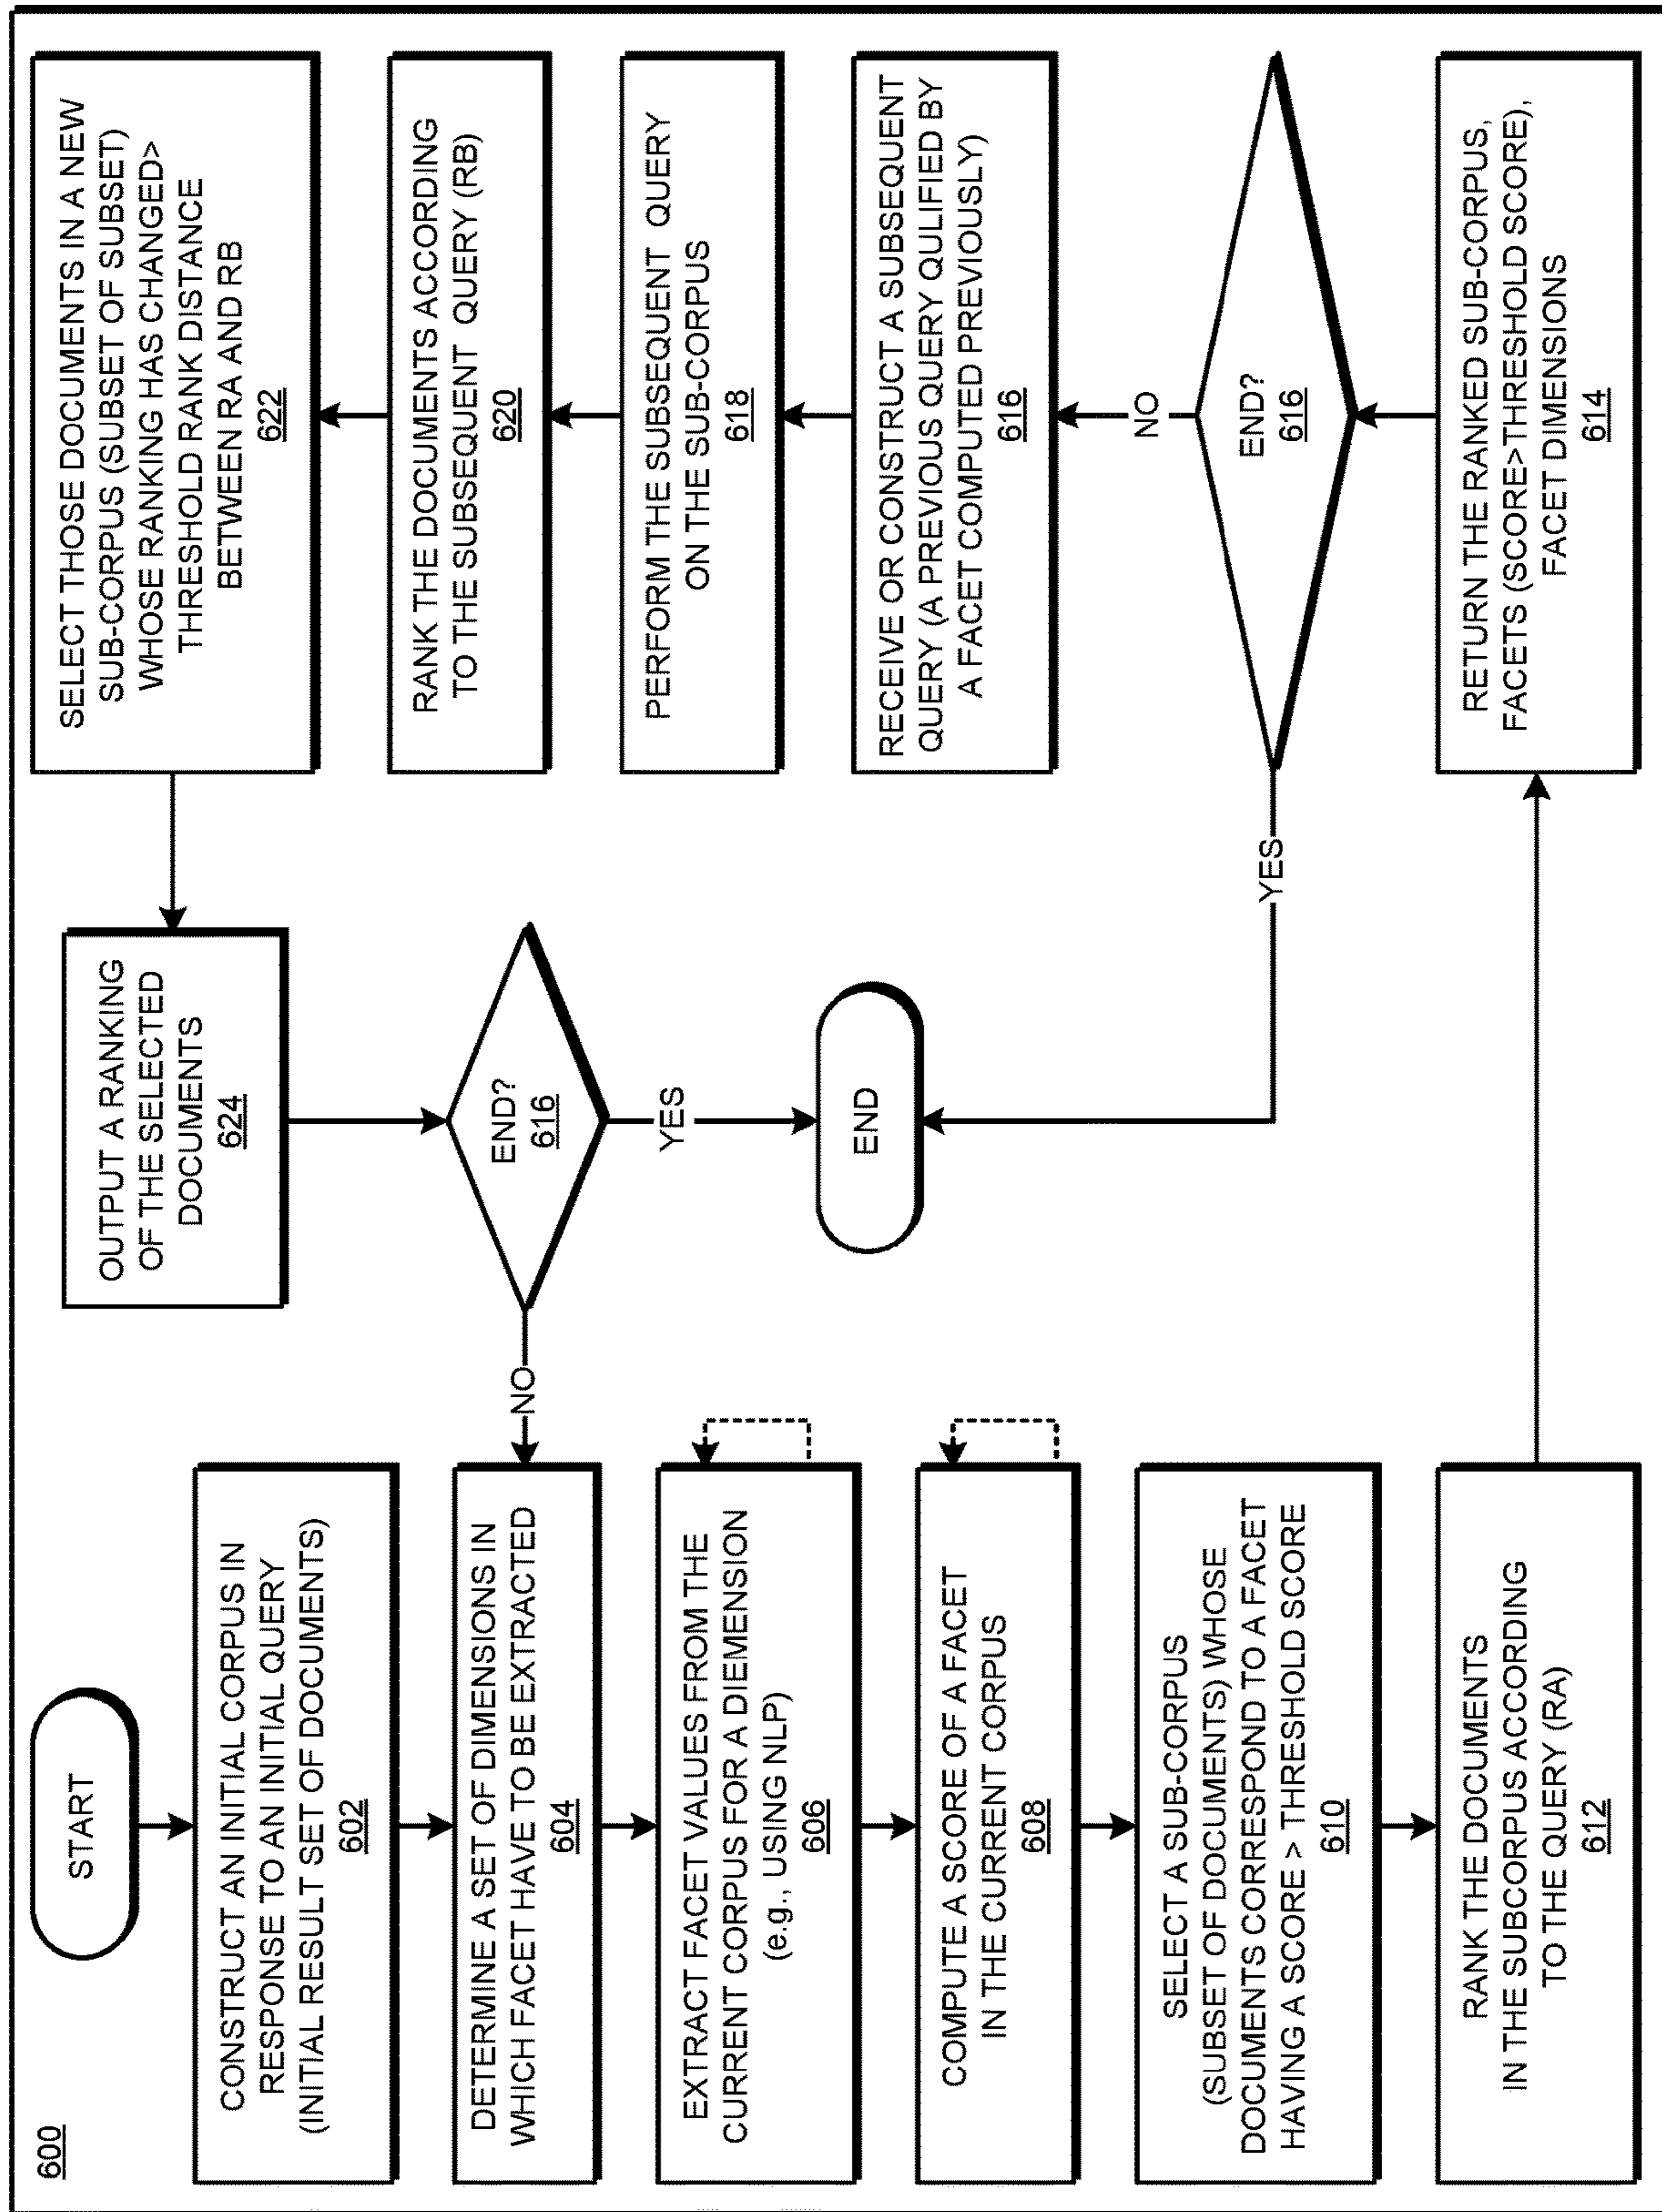 600
START
CONSTRUCT AN INITIAL CORPUS IN
RESPONSE TO AN INITIAL QUERY
(INITIAL RESULT SET OF DOCUMENTS)
602
DETERMINE A SET OF DIMENSIONS IN
WHICH FACET HAVE TO BE EXTRACTED
604
EXTRACT FACET VALUES FROM THE
CURRENT CORPUS FOR A DIEMENSION
(e.g., USING NLP)
606
COMPUTE A SCORE OF A FACET
IN THE CURRENT CORPUS
608
SELECT A SUB-CORPUS
(SUBSET OF DOCUMENTS) WHOSE
DOCUMENTS CORRESPOND TO A FACET
HAVING A SCORE > THRESHOLD SCORE
610
RANK THE DOCUMENTS
IN THE SUBCORPUS ACCORDING
TO THE QUERY (RA)
612
RETURN THE RANKED SUB-CORPUS,
FACETS (SCORE>THRESHOLD SCORE),
FACET DIMENSIONS
614
END?
616
YES
NO
RECEIVE OR CONSTRUCT A SUBSEQUENT
QUERY (A PREVIOUS QUERY QULIFIED BY
A FACET COMPUTED PREVIOUSLY)
616
PERFORM THE SUBSEQUENT QUERY
ON THE SUB-CORPUS
618
RANK THE DOCUMENTS ACCORDING
TO THE SUBSEQUENT QUERY (RB)
620
SELECT THOSE DOCUMENTS IN A NEW
SUB-CORPUS (SUBSET OF SUBSET)
WHOSE RANKING HAS CHANGED>
THRESHOLD RANK DISTANCE
BETWEEN RA AND RB
622
OUTPUT A RANKING
OF THE SELECTED
DOCUMENTS
624
END?
616
NO
YES
END